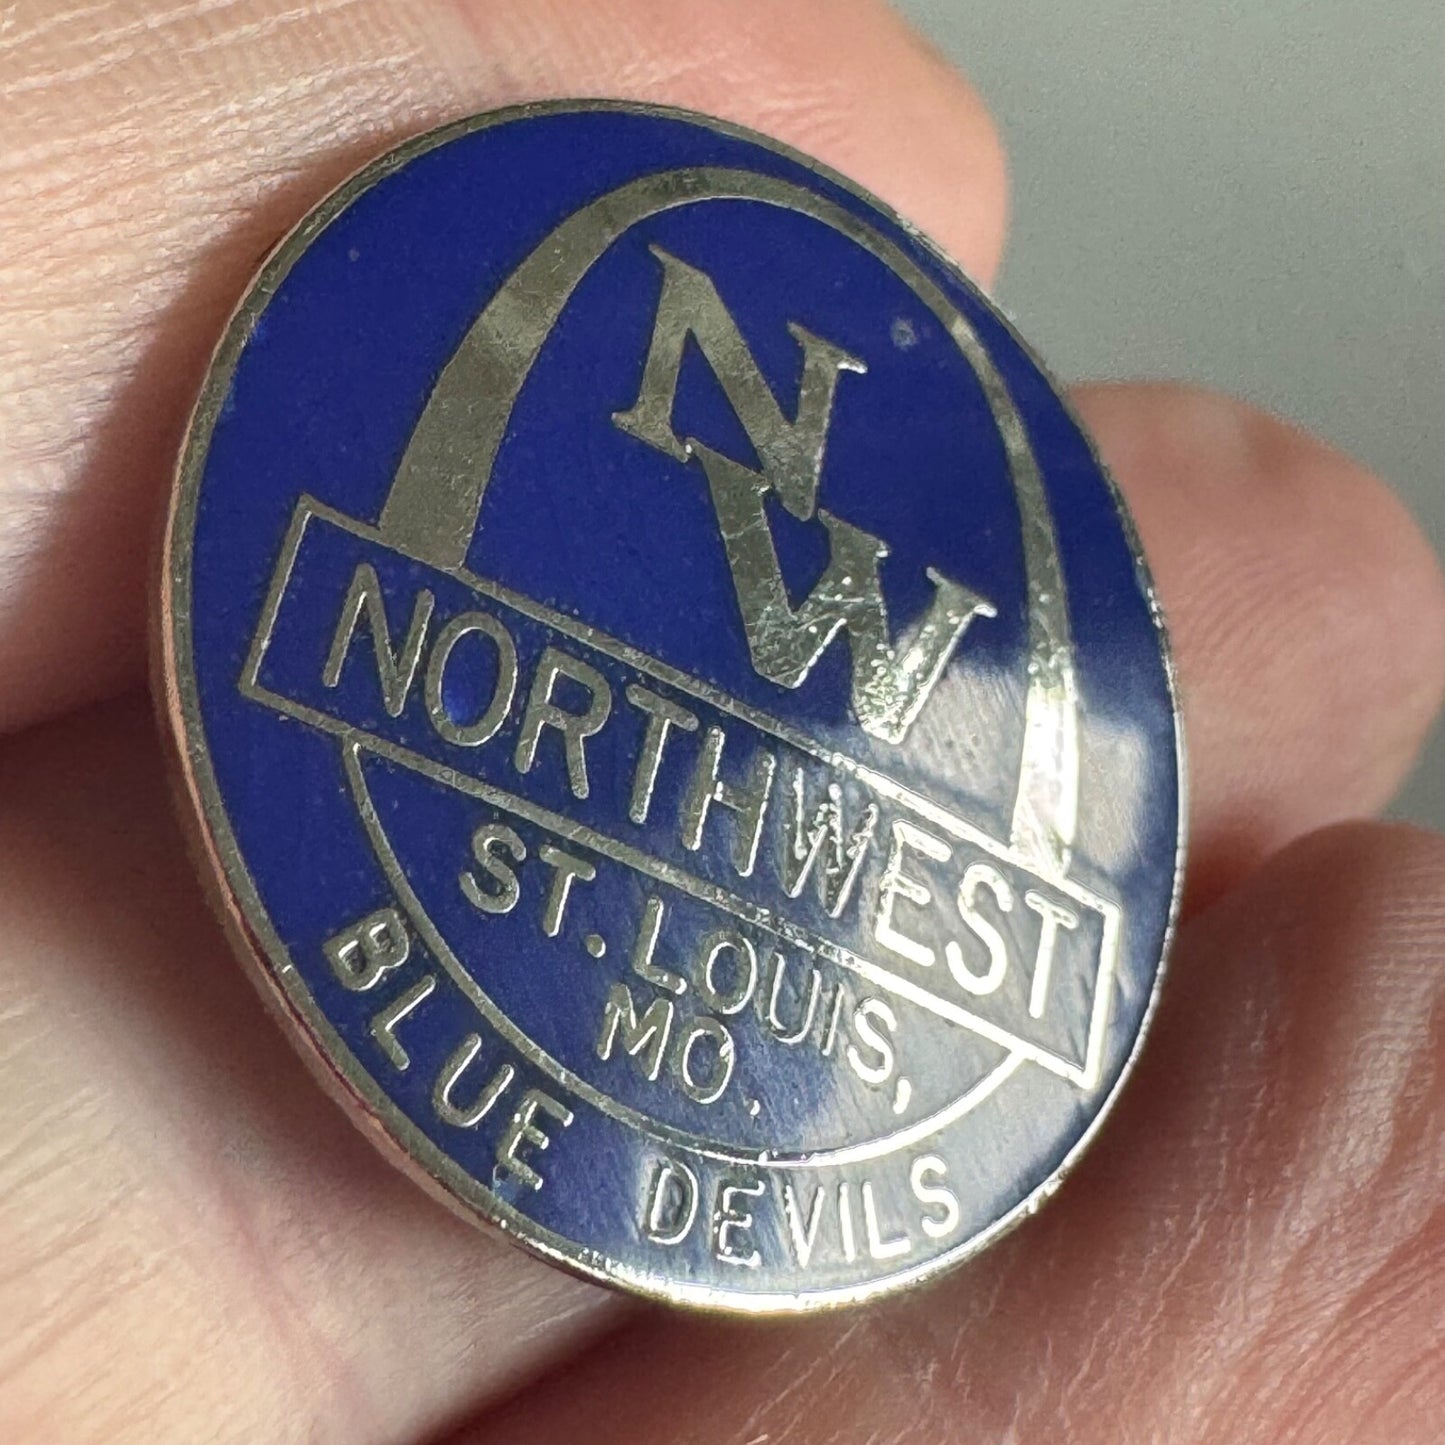 NW
NORTHWEST
ST. LOUIS,
MO.
BLUE DEVILS